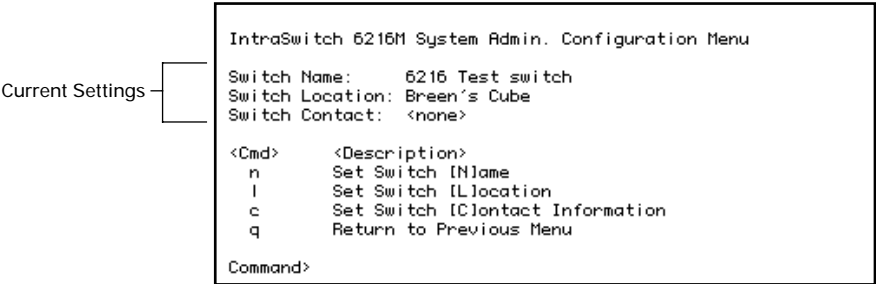 IntraSwitch 6216M System Admin. Configuration Menu
Current Settings
Switch Name: 6216 Test switch
Switch Location: Breen's Cube
Switch Contact: <none>
<Cmd> <Description>
n Set Switch [N]ame
l Set Switch [L]ocation
c Set Switch [C]ontact Information
q Return to Previous Menu
Command>